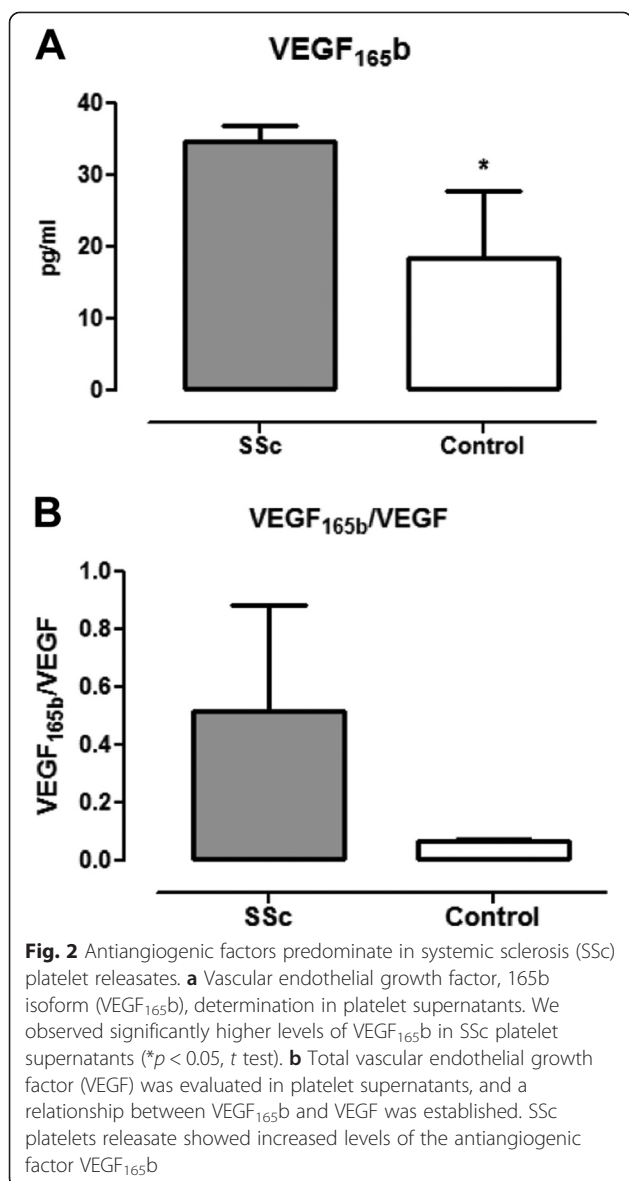 A
VEGF₁₆₅b
40
30
20
10
0
pg/ml
*
SSc
Control
B
VEGF₁₆₅b/VEGF
1.0
0.8
0.6
0.4
0.2
0.0
VEGF₁₆₅b/VEGF
SSc
Control
Fig. 2 Antiangiogenic factors predominate in systemic sclerosis (SSc)
platelet releasates. a Vascular endothelial growth factor, 165b
isoform (VEGF₁₆₅b), determination in platelet supernatants. We
observed significantly higher levels of VEGF₁₆₅b in SSc platelet
supernatants (*p < 0.05, t test). b Total vascular endothelial growth
factor (VEGF) was evaluated in platelet supernatants, and a
relationship between VEGF₁₆₅b and VEGF was established. SSc
platelets releasate showed increased levels of the antiangiogenic
factor VEGF₁₆₅b